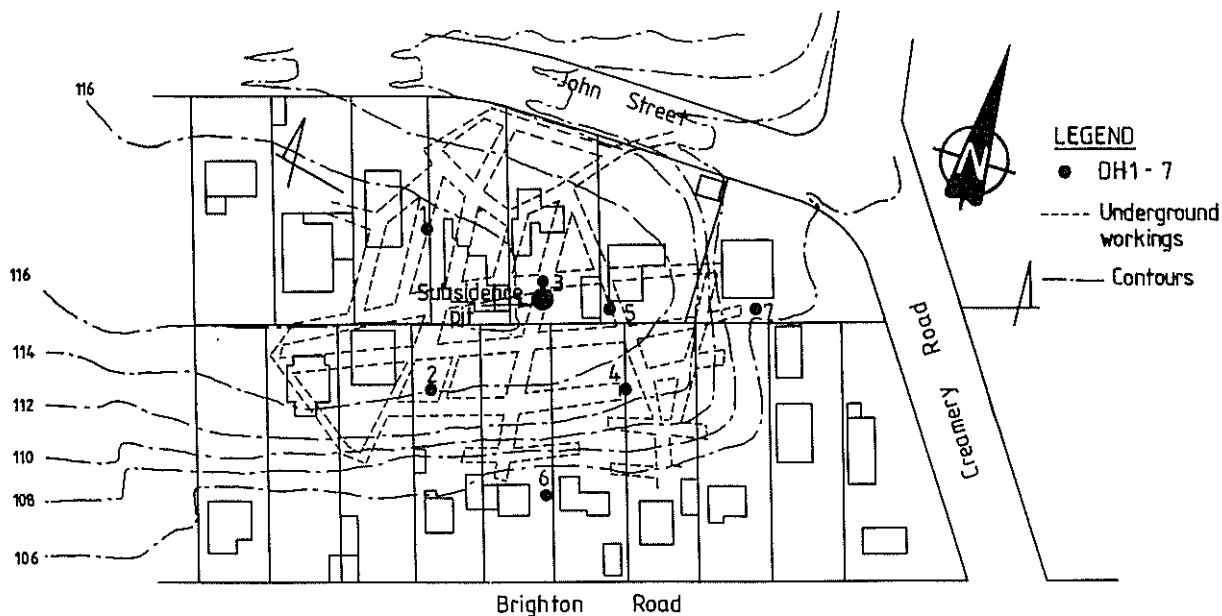 John Street
116
N
LEGEND
DH1 - 7
Underground
workings
Contours
1
116
3
Subsidence
pit
5
7
114
2
4
112
110
6
108
106
Creamery Road
Brighton Road